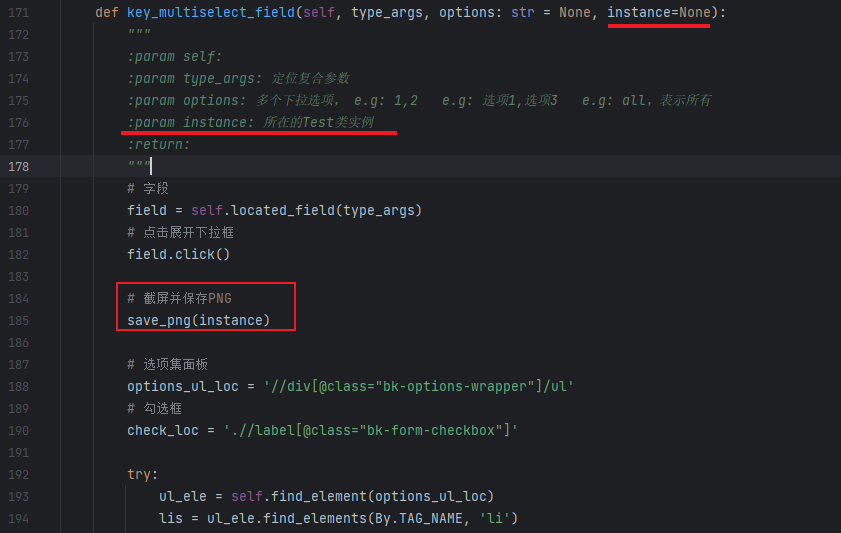 171 def key_multiselect_field(self, type_args, options: str = None, instance=None):
172 """
173 :param self:
174 :param type_args: 定位复合参数
175 :param options: 多个下拉选项， e.g: 1,2 e.g: 选项1,选项3 e.g: all，表示所有
176 :param instance: 所在的Test类实例
177 :return:
178 """
179 # 字段
180 field = self.located_field(type_args)
181 # 点击展开下拉框
182 field.click()
183
184 # 截屏并保存PNG
185 save_png(instance)
186
187 # 选项集面板
188 options_ul_loc = '//div[@class="bk-options-wrapper"]/ul'
189 # 勾选框
190 check_loc = './/label[@class="bk-form-checkbox"]'
191
192 try:
193 ul_ele = self.find_element(options_ul_loc)
194 lis = ul_ele.find_elements(By.TAG_NAME, 'li')